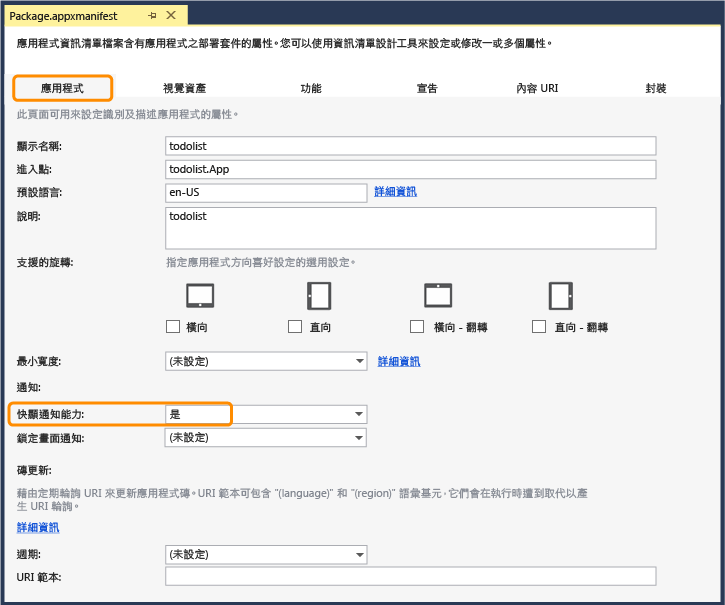 Package.appxmanifest
應用程式資訊清單檔案含有應用程式之部署套件的屬性。您可以使用資訊清單設計工具來設定或修改一或多個屬性。
應用程式 視覺資產 功能 宣告 內容 URI 封裝
此頁面可用來設定識別及描述應用程式的屬性。
顯示名稱: todolist
進入點: todolist.App
預設語言: en-US 詳細資訊
說明: todolist
支援的旋轉: 指定應用程式方向喜好設定的選用設定。
橫向 直向 橫向 - 翻轉 直向 - 翻轉
最小寬度: (未設定) 詳細資訊
通知:
快顯通知能力: 是
鎖定畫面通知: (未設定)
磚更新:
藉由定期輪詢 URI 來更新應用程式磚。URI 範本可包含 "{language}" 和 "{region}" 語彙基元,它們會在執行時遭到取代以產
生 URI 輪詢。
詳細資訊
週期: (未設定)
URI 範本: